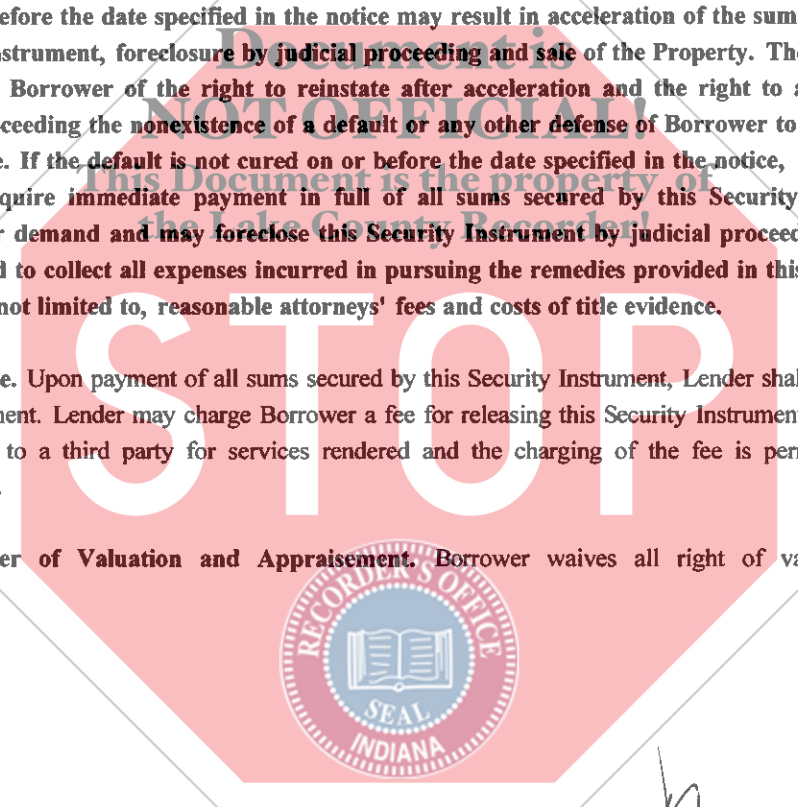 efore the date specified in the notice may result in acceleration of the sum
strument, foreclosure by judicial proceeding and sale of the Property. The
Borrower of the right to reinstate after acceleration and the right to a
ceeding the nonexistence of a default or any other defense of Borrower to
e. If the default is not cured on or before the date specified in the notice,
quire immediate payment in full of all sums secured by this Security
r demand and may foreclose this Security Instrument by judicial proceed
d to collect all expenses incurred in pursuing the remedies provided in this
not limited to, reasonable attorneys' fees and costs of title evidence.
e. Upon payment of all sums secured by this Security Instrument, Lender shal
ment. Lender may charge Borrower a fee for releasing this Security Instrument
to a third party for services rendered and the charging of the fee is per
er of Valuation and Appraisement. Borrower waives all right of va
Document is
NOT OFFICIAL!
This Document is the property of
the Lake County Recorder!
STOP
RECORDER'S OFFICE
SEAL
INDIANA